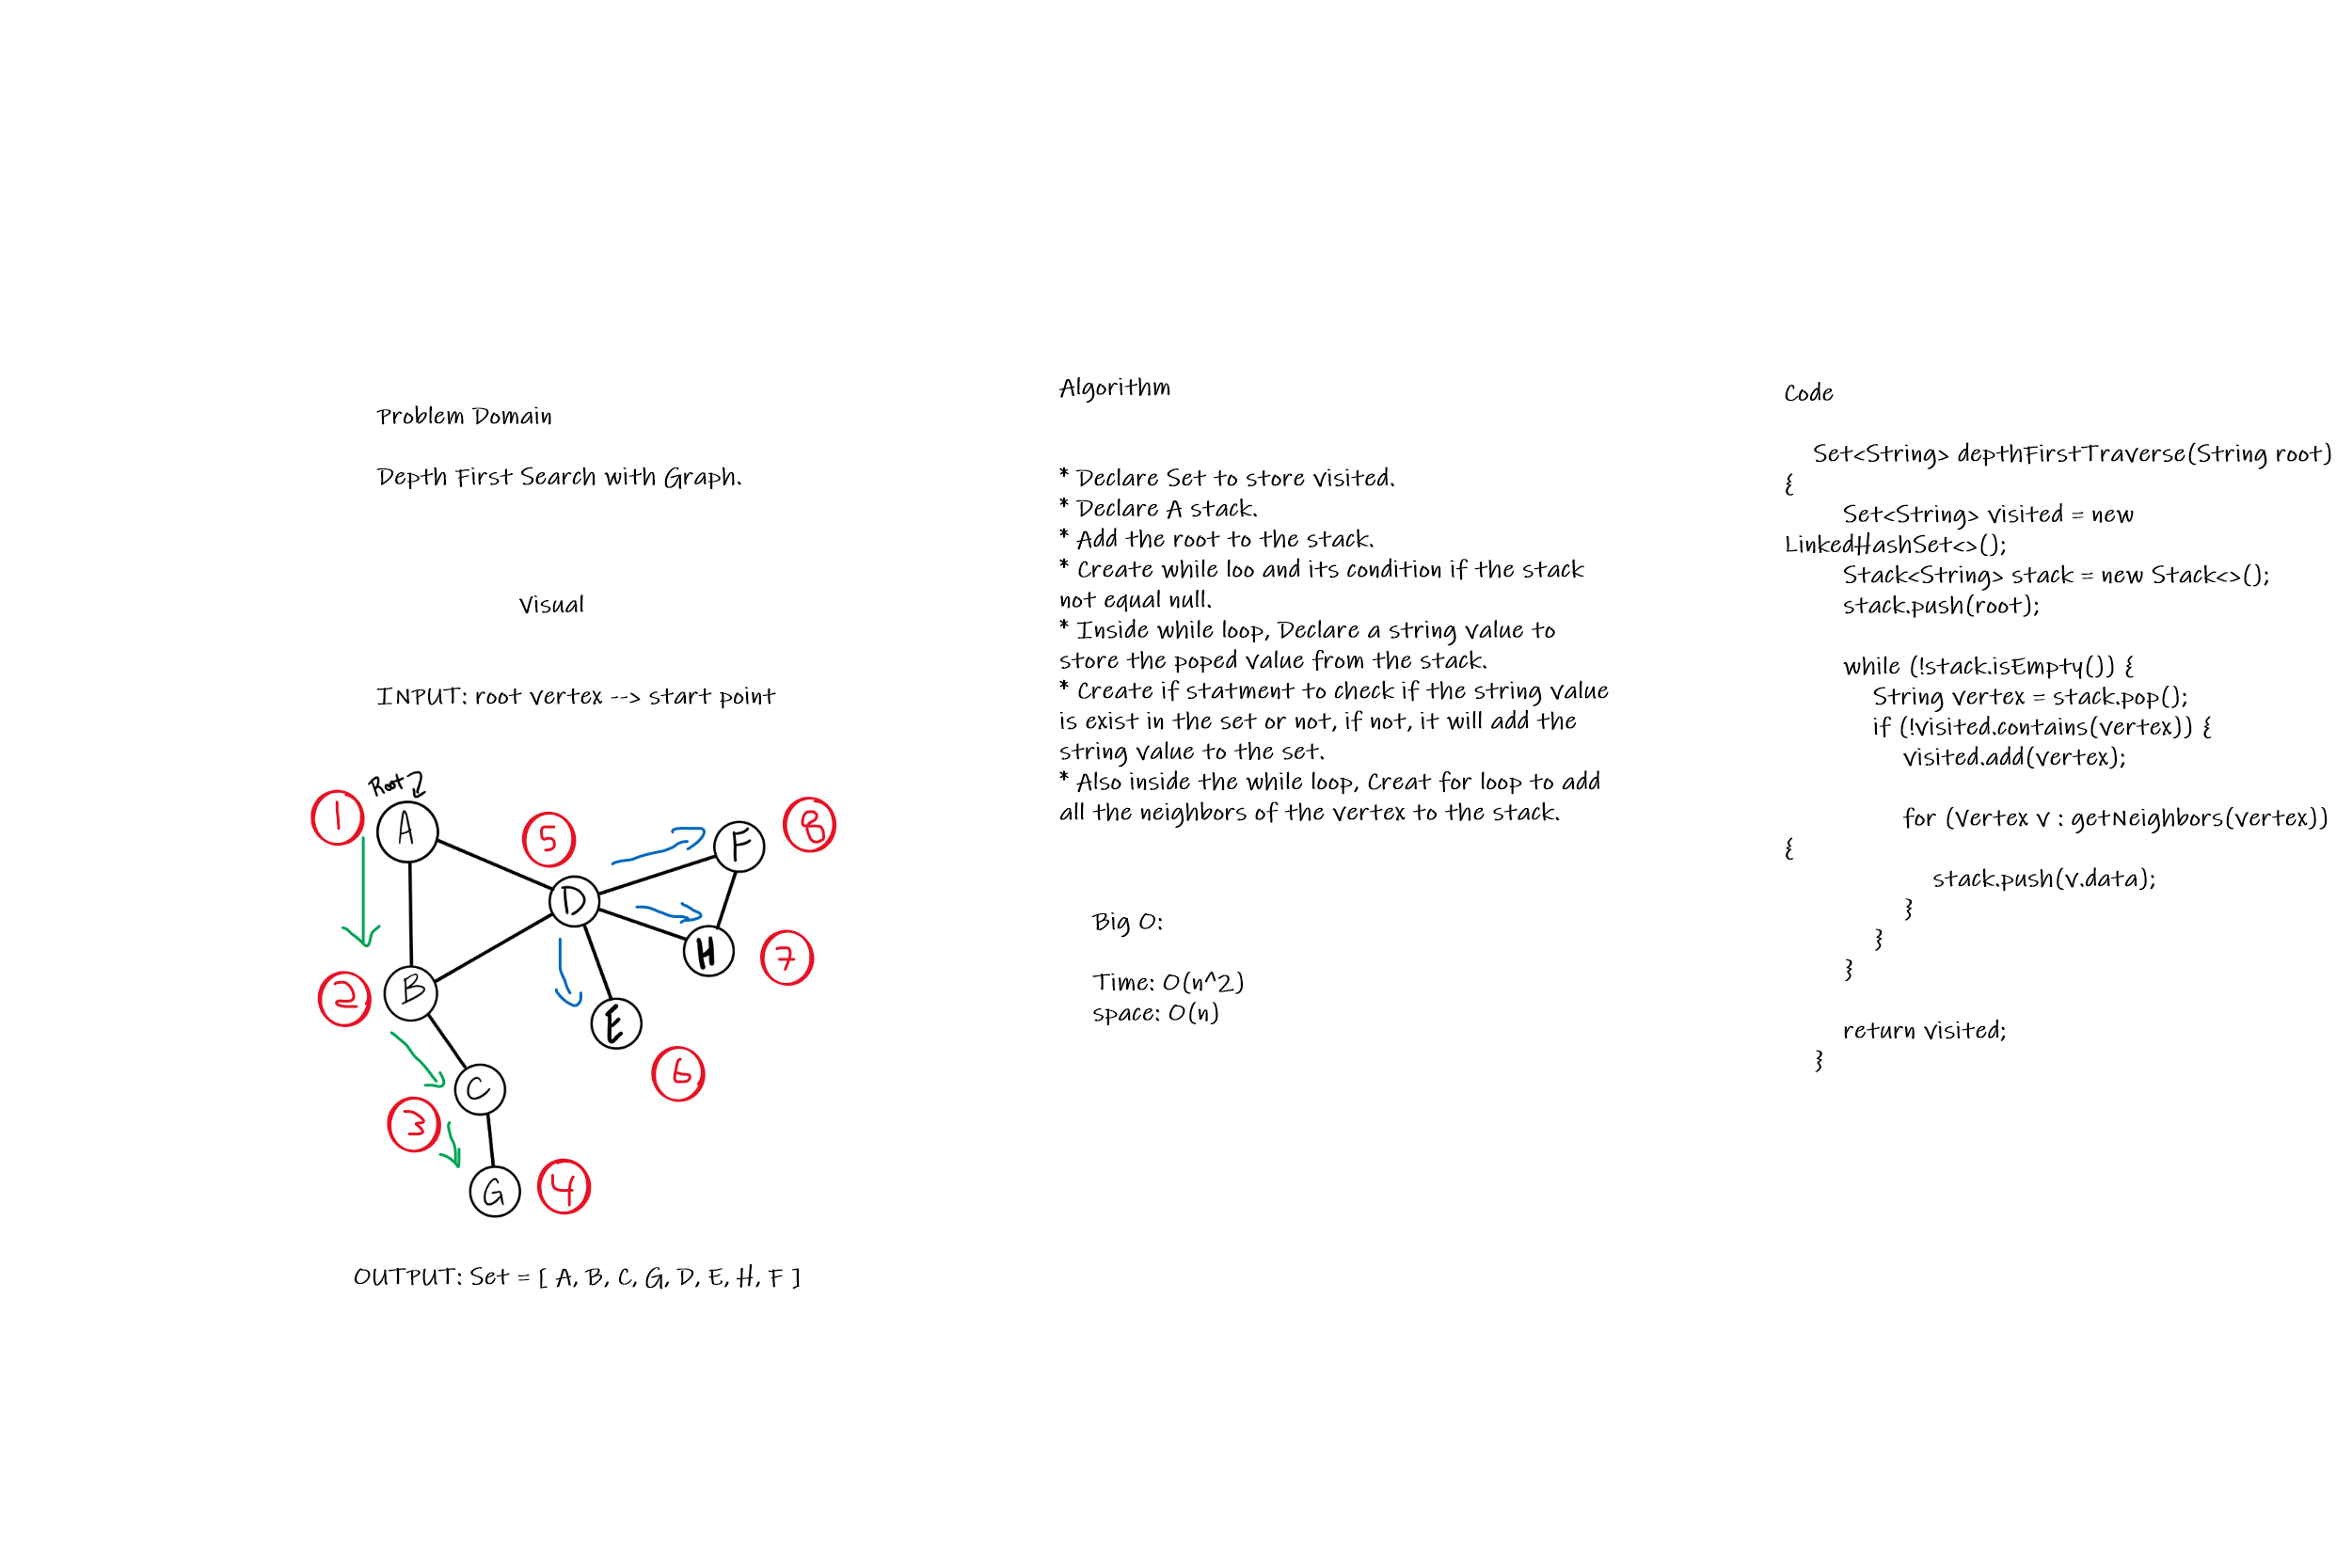 Problem Domain
Depth First Search with Graph.
Visual
INPUT: root vertex --> start point
Root
1
A
5
F
8
D
H
7
2
B
E
6
C
3
G
4
OUTPUT: Set = [ A, B, C, G, D, E, H, F ]
Algorithm
* Declare Set to store visited.
* Declare A stack.
* Add the root to the stack.
* Create while loo and its condition if the stack
not equal null.
* Inside while loop, Declare a string value to
store the poped value from the stack.
* Create if statment to check if the string value
is exist in the set or not, if not, it will add the
string value to the set.
* Also inside the while loop, Creat for loop to add
all the neighbors of the vertex to the stack.
Big O:
Time: O(n^2)
space: O(n)
Code
Set<String> depthFirstTraverse(String root)
{
Set<String> visited = new
LinkedHashSet<>();
Stack<String> stack = new Stack<>();
stack.push(root);
while (!stack.isEmpty()) {
String vertex = stack.pop();
if (!visited.contains(vertex)) {
visited.add(vertex);
for (Vertex v : getNeighbors(vertex))
{
stack.push(v.data);
}
}
}
return visited;
}